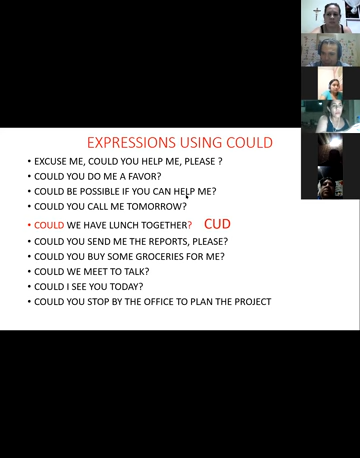 EXPRESSIONS USING COULD
• EXCUSE ME, COULD YOU HELP ME, PLEASE ?
• COULD YOU DO ME A FAVOR?
• COULD BE POSSIBLE IF YOU CAN HELP ME?
• COULD YOU CALL ME TOMORROW?
• COULD WE HAVE LUNCH TOGETHER? CUD
• COULD YOU SEND ME THE REPORTS, PLEASE?
• COULD YOU BUY SOME GROCERIES FOR ME?
• COULD WE MEET TO TALK?
• COULD I SEE YOU TODAY?
• COULD YOU STOP BY THE OFFICE TO PLAN THE PROJECT